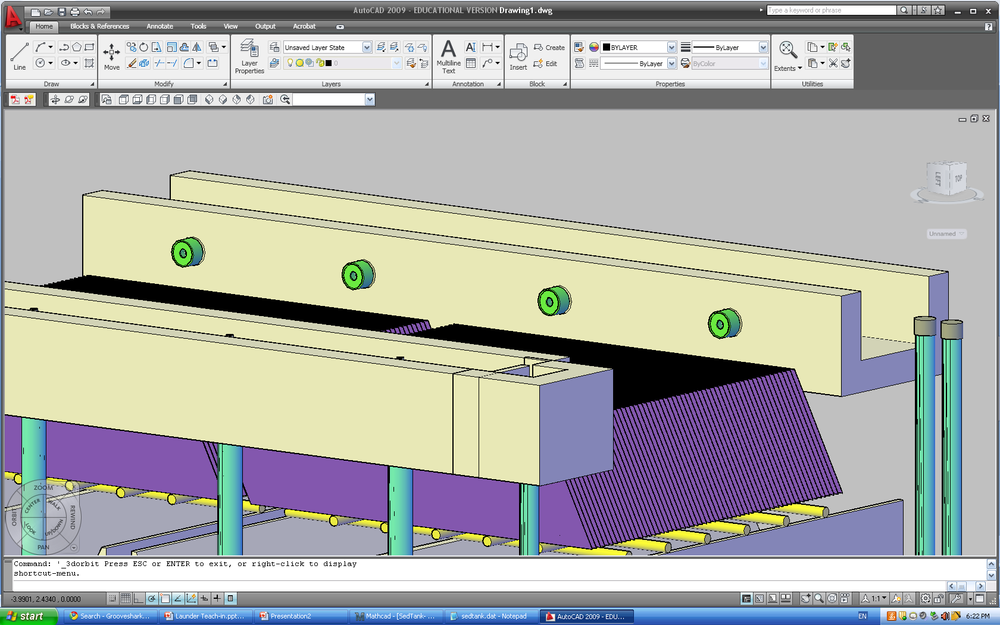 AutoCAD 2009 - EDUCATIONAL VERSION Drawing1.dwg
Type a keyword or phrase
Home Blocks & References Annotate Tools View Output Acrobat
Line
Move
Layer Properties
Unsaved Layer State
0
Multiline Text
Insert
Create
Edit
BYLAYER
ByLayer
ByLayer
ByColor
Extents
Draw Modify Layers Annotation Block Properties Utilities
LEFT TOP
Unnamed
ZOOM
CENTER WALK
ORBIT REWIND
LOOK UP/DOWN
PAN
Command: '_3dorbit Press ESC or ENTER to exit, or right-click to display
shortcut-menu.
-3.9901, 2.4340, 0.0000
1:1
start
Search - Grooveshark...
Launder Teach-in.ppt...
Presentation2
Mathcad - [SedTank- ...
sedtank.dat - Notepad
AutoCAD 2009 - EDU...
EN
6:22 PM